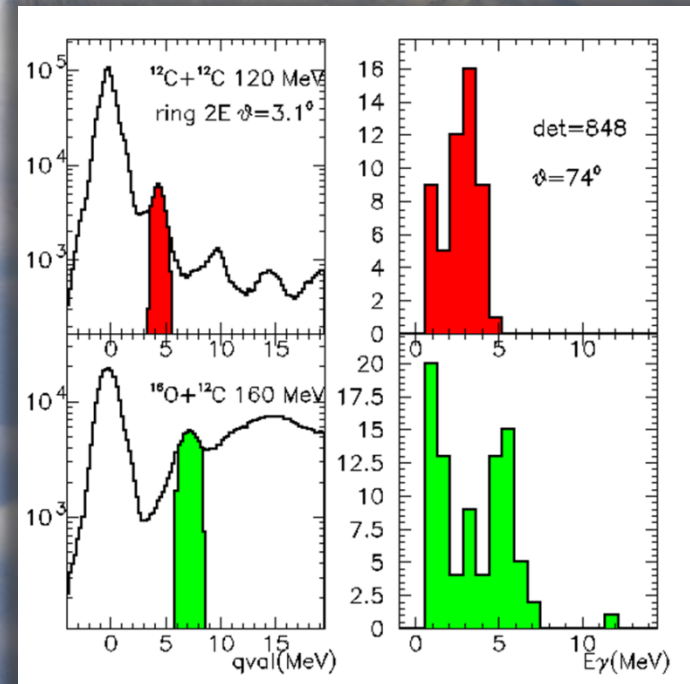 10⁵
10⁴
10³
¹²C+¹²C 120 MeV
ring 2E ϑ=3.1⁰
0 5 10 15
16
14
12
10
8
6
4
2
0
det=848
ϑ=74⁰
0 5 10
10⁴
10³
¹⁶O+¹²C 160 MeV
0 5 10 15
qval(MeV)
20
17.5
15
12.5
10
7.5
5
2.5
0
0 5 10
Eγ(MeV)